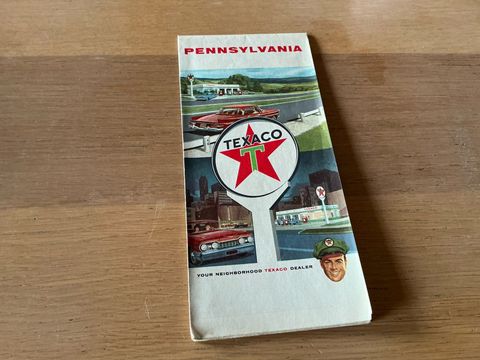 PENNSYLVANIA
TEXACO
T
YOUR NEIGHBORHOOD TEXACO DEALER